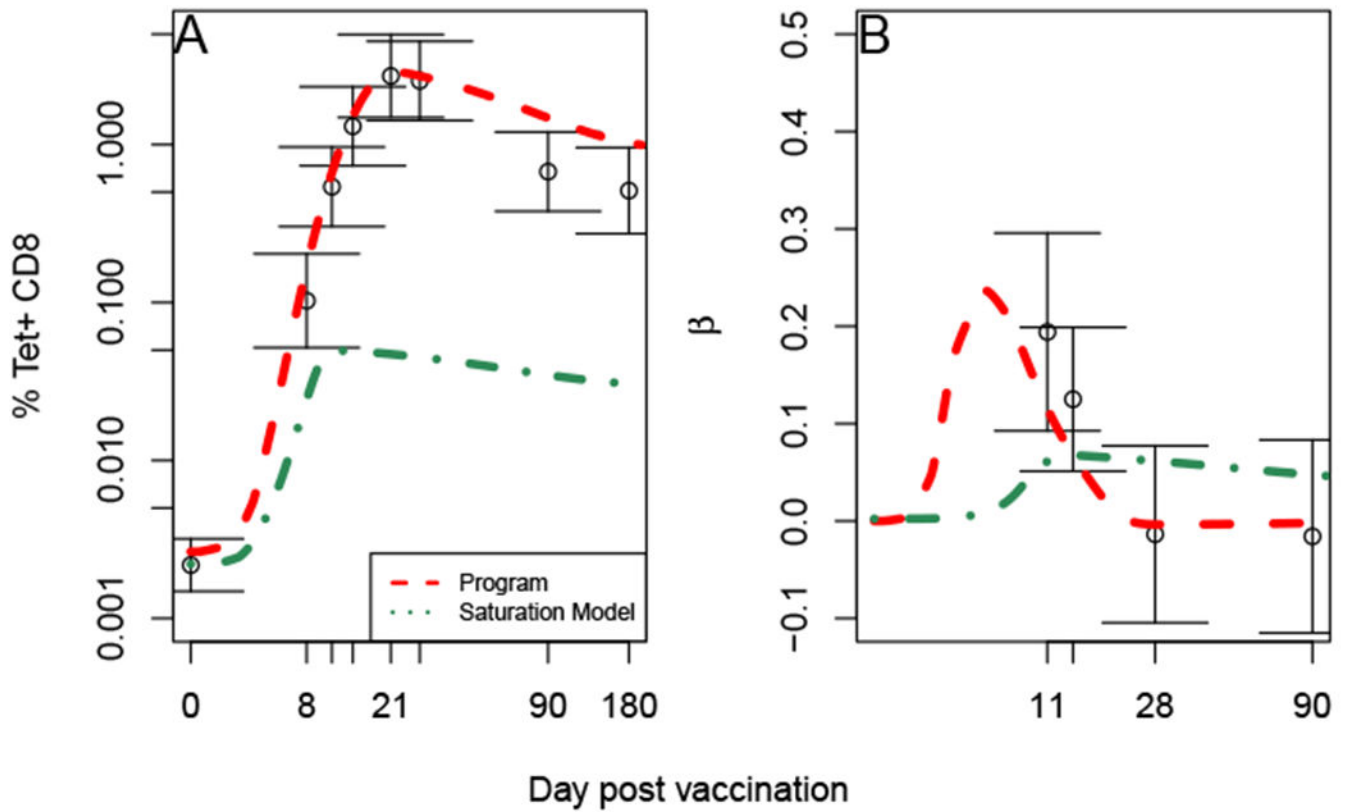 A
% Tet+ CD8
1.000
0.100
0.010
0.001
0
8
21
90
180
Program
Saturation Model
B
β
0.5
0.4
0.3
0.2
0.1
0.0
−0.1
11
28
90
Day post vaccination